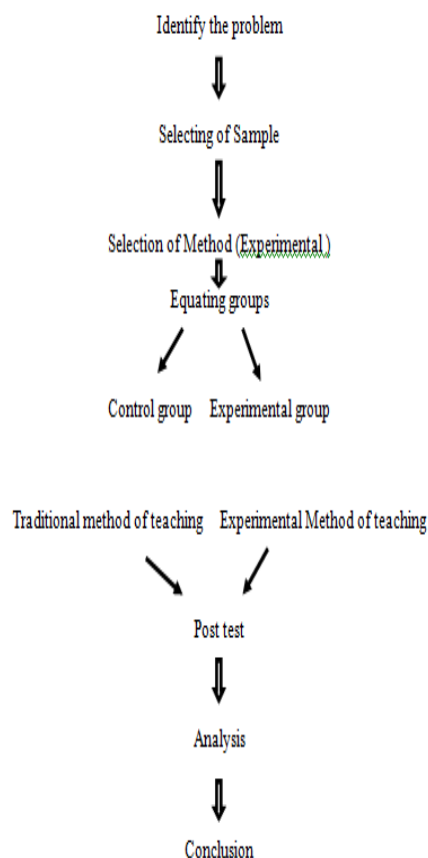 Identify the problem
Selecting of Sample
Selection of Method (Experimental )
Equating groups
Control group Experimental group
Traditional method of teaching Experimental Method of teaching
Post test
Analysis
Conclusion